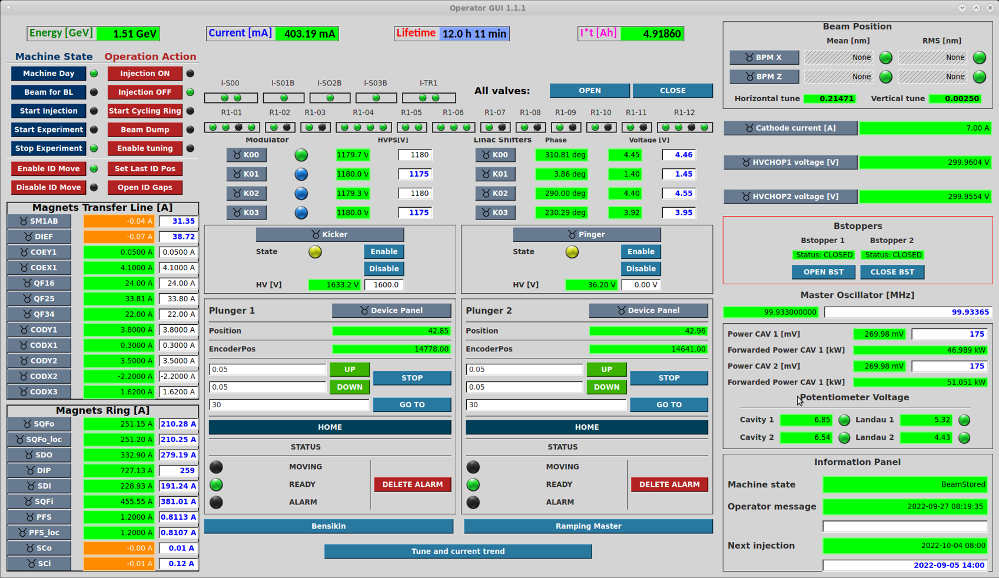 Operator GUI 1.1.1
Energy [GeV] 1.51 GeV
Current [mA] 403.19 mA
Lifetime 12.0 h 11 min
I*t [Ah] 4.91860
Machine State Operation Action
Machine Day Injection ON
Beam for BL Injection OFF
Start Injection Start Cycling Ring
Start Experiment Beam Dump
Stop Experiment Enable tuning
Enable ID Move Set Last ID Pos
Disable ID Move Open ID Gaps
Magnets Transfer Line [A]
SM1AB -0.04 A 31.35
DIEF -0.07 A 38.72
COEY1 0.0500 A 0.0500 A
COEX1 4.1000 A 4.1000 A
QF16 24.00 A 24.00 A
QF25 33.81 A 33.80 A
QF34 22.00 A 22.00 A
CODY1 3.8000 A 3.8000 A
CODX1 0.3000 A 0.3000 A
CODY2 3.5000 A 3.5000 A
CODX2 -2.2000 A -2.2000 A
CODX3 1.6200 A 1.6200 A
Magnets Ring [A]
SQFo 251.15 A 210.28 A
SQFo_loc 251.20 A 210.25 A
SDO 332.90 A 279.19 A
DIP 727.13 A 259
SDI 228.93 A 191.24 A
SQFi 455.55 A 381.01 A
PFS 1.2000 A 0.8113 A
PFS_loc 1.2000 A 0.8107 A
SCo -0.00 A 0.01 A
SCi -0.01 A 0.12 A
I-S00 I-S01B I-SO2B I-S03B I-TR1
All valves: OPEN CLOSE
R1-01 R1-02 R1-03 R1-04 R1-05 R1-06 R1-07 R1-08 R1-09 R1-10 R1-11 R1-12
Modulator HVPS[V]
K00 1179.7 V 1180
K01 1180.0 V 1175
K02 1179.3 V 1180
K03 1180.0 V 1175
Linac Shifters Phase Voltage [V]
K00 310.81 deg 4.45 4.46
K01 3.86 deg 1.40 1.45
K02 290.00 deg 4.40 4.55
K03 230.29 deg 3.92 3.95
Kicker
State Enable
Disable
HV [V] 1633.2 V 1600.0
Pinger
State Enable
Disable
HV [V] 36.20 V 0.00 V
Plunger 1 Device Panel
Position 42.85
EncoderPos 14778.00
0.05 UP
STOP
0.05 DOWN
30 GO TO
HOME
STATUS
MOVING
READY DELETE ALARM
ALARM
Plunger 2 Device Panel
Position 42.96
EncoderPos 14641.00
0.05 UP
STOP
0.05 DOWN
30 GO TO
HOME
STATUS
MOVING
READY DELETE ALARM
ALARM
Bensikin Ramping Master
Tune and current trend
Beam Position
Mean [nm] RMS [nm]
BPM X None None
BPM Z None None
Horizontal tune 0.21471 Vertical tune 0.00250
Cathode current [A] 7.00 A
HVCHOP1 voltage [V] 299.9604 V
HVCHOP2 voltage [V] 299.9554 V
Bstoppers
Bstopper 1 Bstopper 2
Status: CLOSED Status: CLOSED
OPEN BST CLOSE BST
Master Oscillator [MHz]
99.933000000 99.93365
Power CAV 1 [mV] 269.98 mV 175
Forwarded Power CAV 1 [kW] 46.989 kW
Power CAV 2 [mV] 269.98 mV 175
Forwarded Power CAV 1 [kW] 51.051 kW
Potentiometer Voltage
Cavity 1 6.85 Landau 1 5.32
Cavity 2 6.54 Landau 2 4.43
Information Panel
Machine state BeamStored
Operator message 2022-09-27 08:19:35
Next injection 2022-10-04 08:00
2022-09-05 14:00